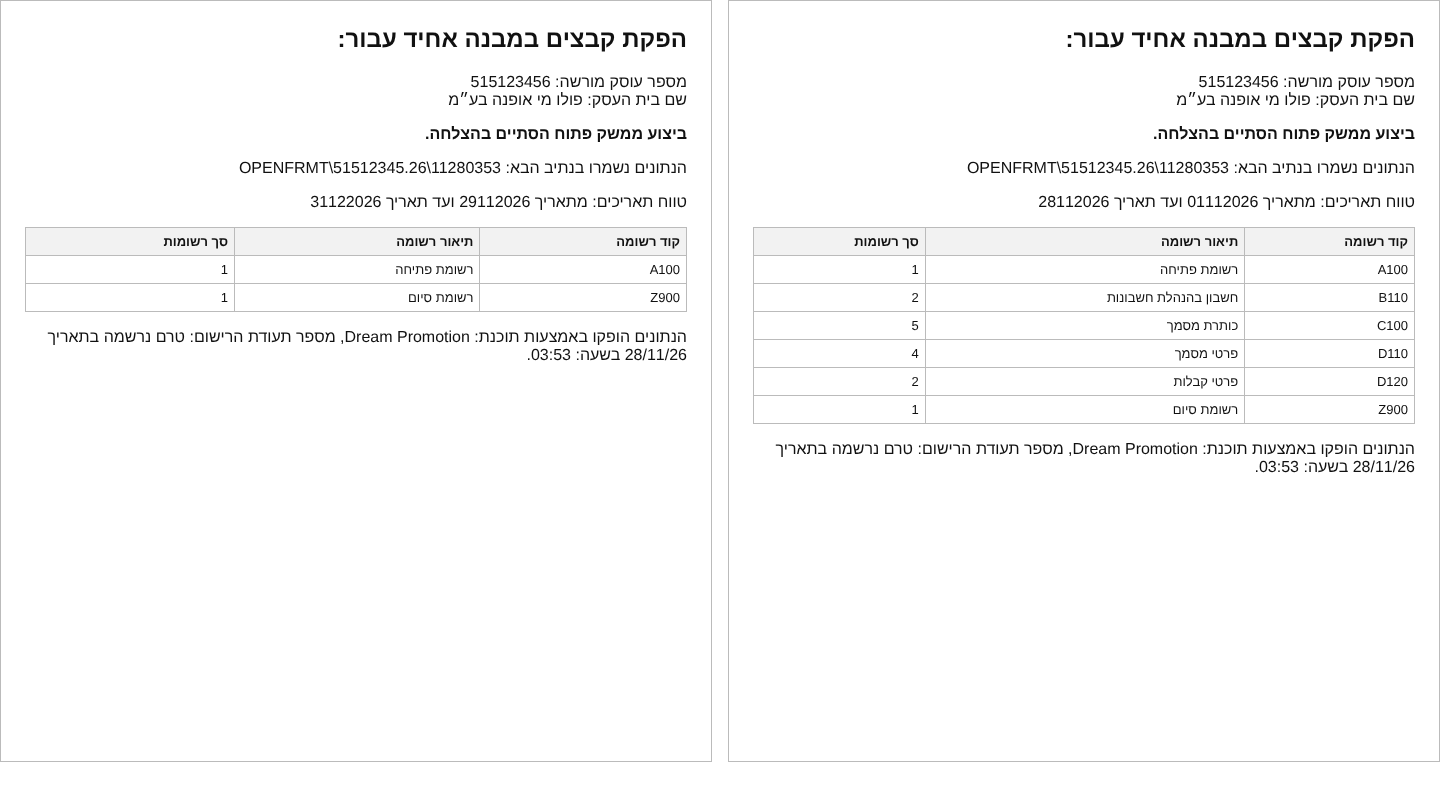 הפקת קבצים במבנה אחיד עבור:
מספר עוסק מורשה: 515123456
שם בית העסק: פולו מי אופנה בע״מ
ביצוע ממשק פתוח הסתיים בהצלחה.
הנתונים נשמרו בנתיב הבא: OPENFRMT\51512345.26\11280353
טווח תאריכים: מתאריך 01112026 ועד תאריך 28112026
קוד רשומה תיאור רשומה סך רשומות
A100 רשומת פתיחה 1
B110 חשבון בהנהלת חשבונות 2
C100 כותרת מסמך 5
D110 פרטי מסמך 4
D120 פרטי קבלות 2
Z900 רשומת סיום 1
הנתונים הופקו באמצעות תוכנת: Dream Promotion, מספר תעודת הרישום: טרם נרשמה בתאריך
28/11/26 בשעה: 03:53.
הפקת קבצים במבנה אחיד עבור:
מספר עוסק מורשה: 515123456
שם בית העסק: פולו מי אופנה בע״מ
ביצוע ממשק פתוח הסתיים בהצלחה.
הנתונים נשמרו בנתיב הבא: OPENFRMT\51512345.26\11280353
טווח תאריכים: מתאריך 29112026 ועד תאריך 31122026
קוד רשומה תיאור רשומה סך רשומות
A100 רשומת פתיחה 1
Z900 רשומת סיום 1
הנתונים הופקו באמצעות תוכנת: Dream Promotion, מספר תעודת הרישום: טרם נרשמה בתאריך
28/11/26 בשעה: 03:53.